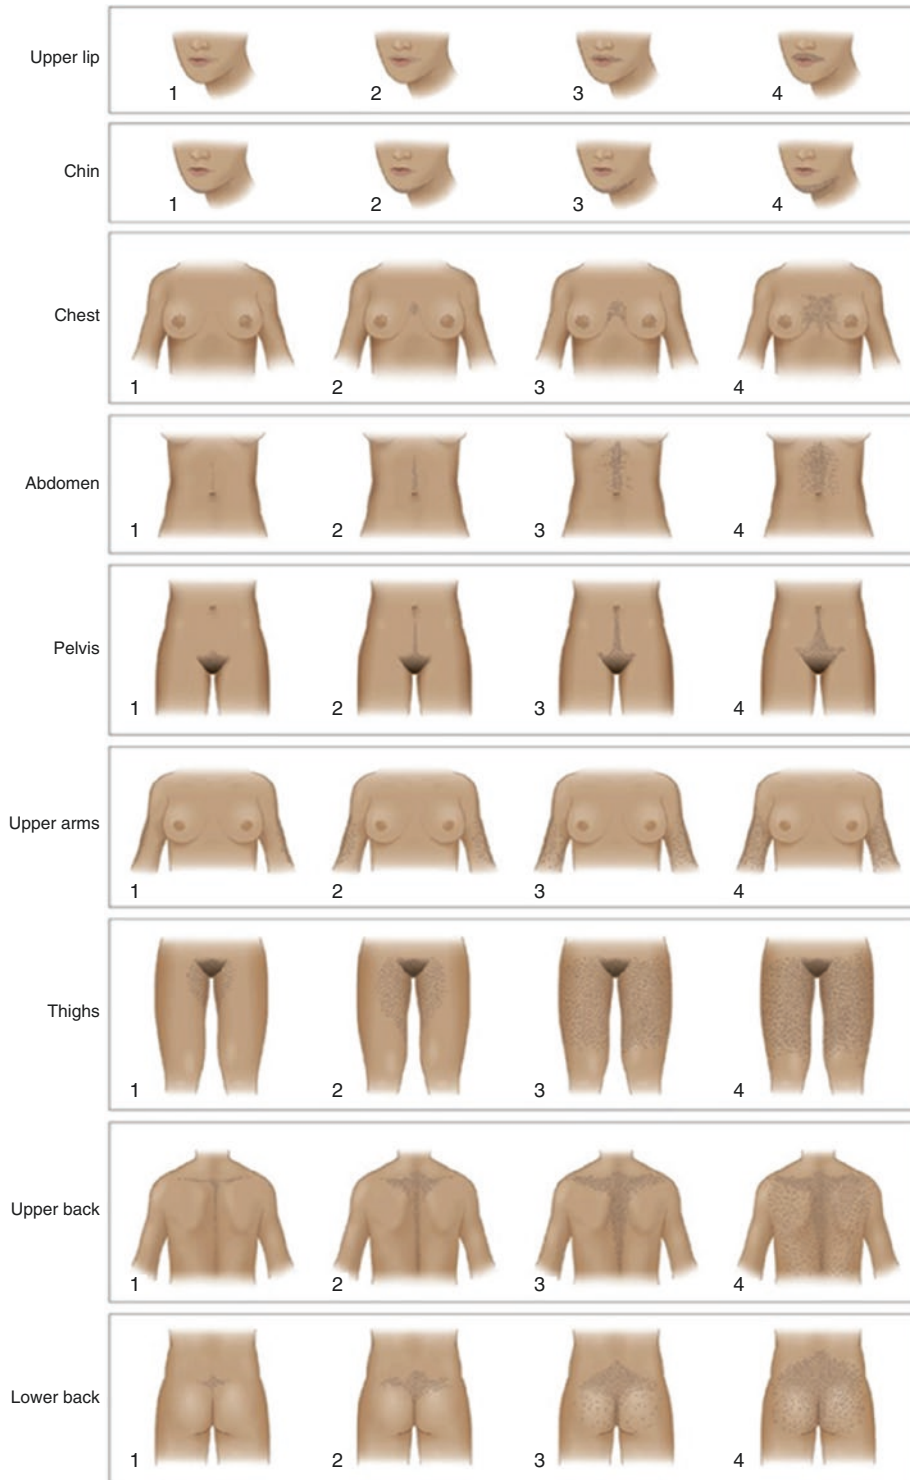 Upper lip
1 2 3 4
Chin
1 2 3 4
Chest
1 2 3 4
Abdomen
1 2 3 4
Pelvis
1 2 3 4
Upper arms
1 2 3 4
Thighs
1 2 3 4
Upper back
1 2 3 4
Lower back
1 2 3 4